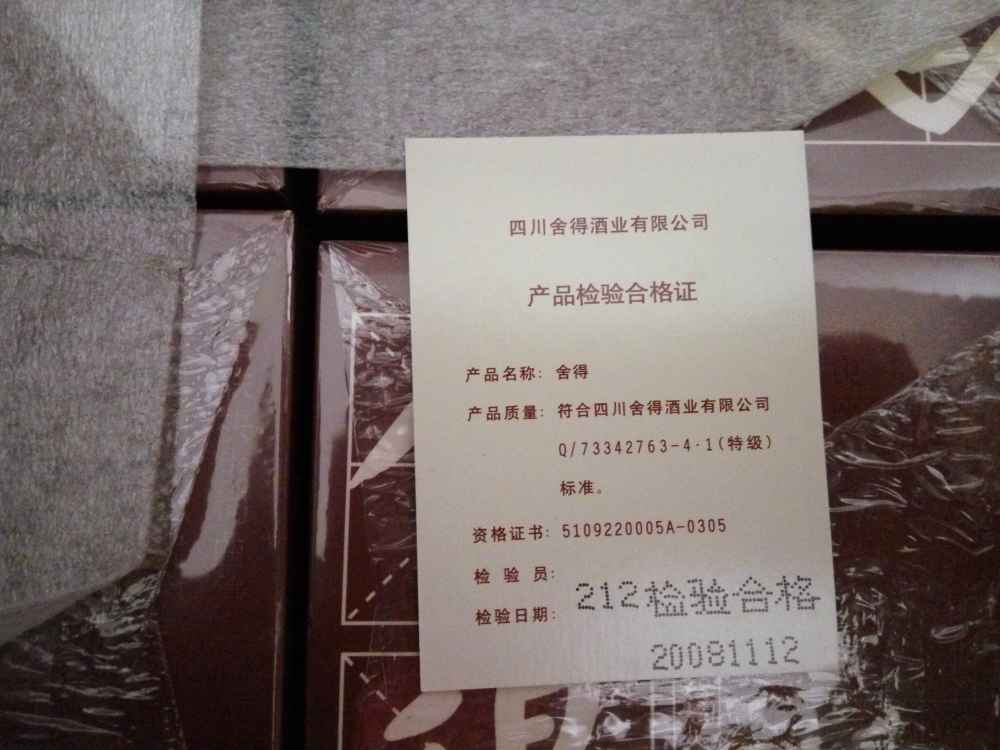 四川舍得酒业有限公司
产品检验合格证
产品名称: 舍得
产品质量: 符合四川舍得酒业有限公司
Q/73342763-4·1(特级)
标准。
资格证书: 5109220005A-0305
检 验 员: 212检验合格
检验日期: 20081112